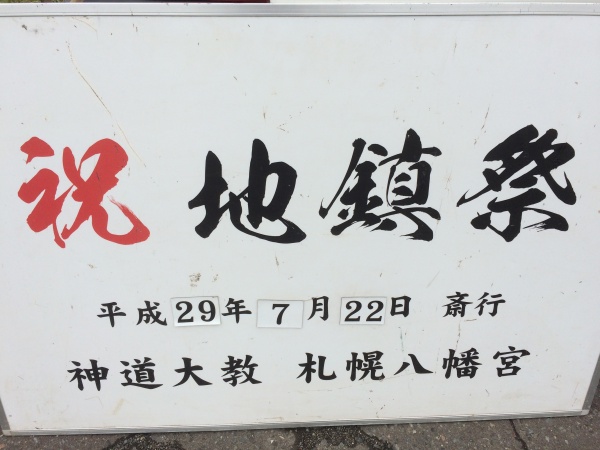 祝 地鎮祭
平成29年7月22日 斎行
神道大教 札幌八幡宮